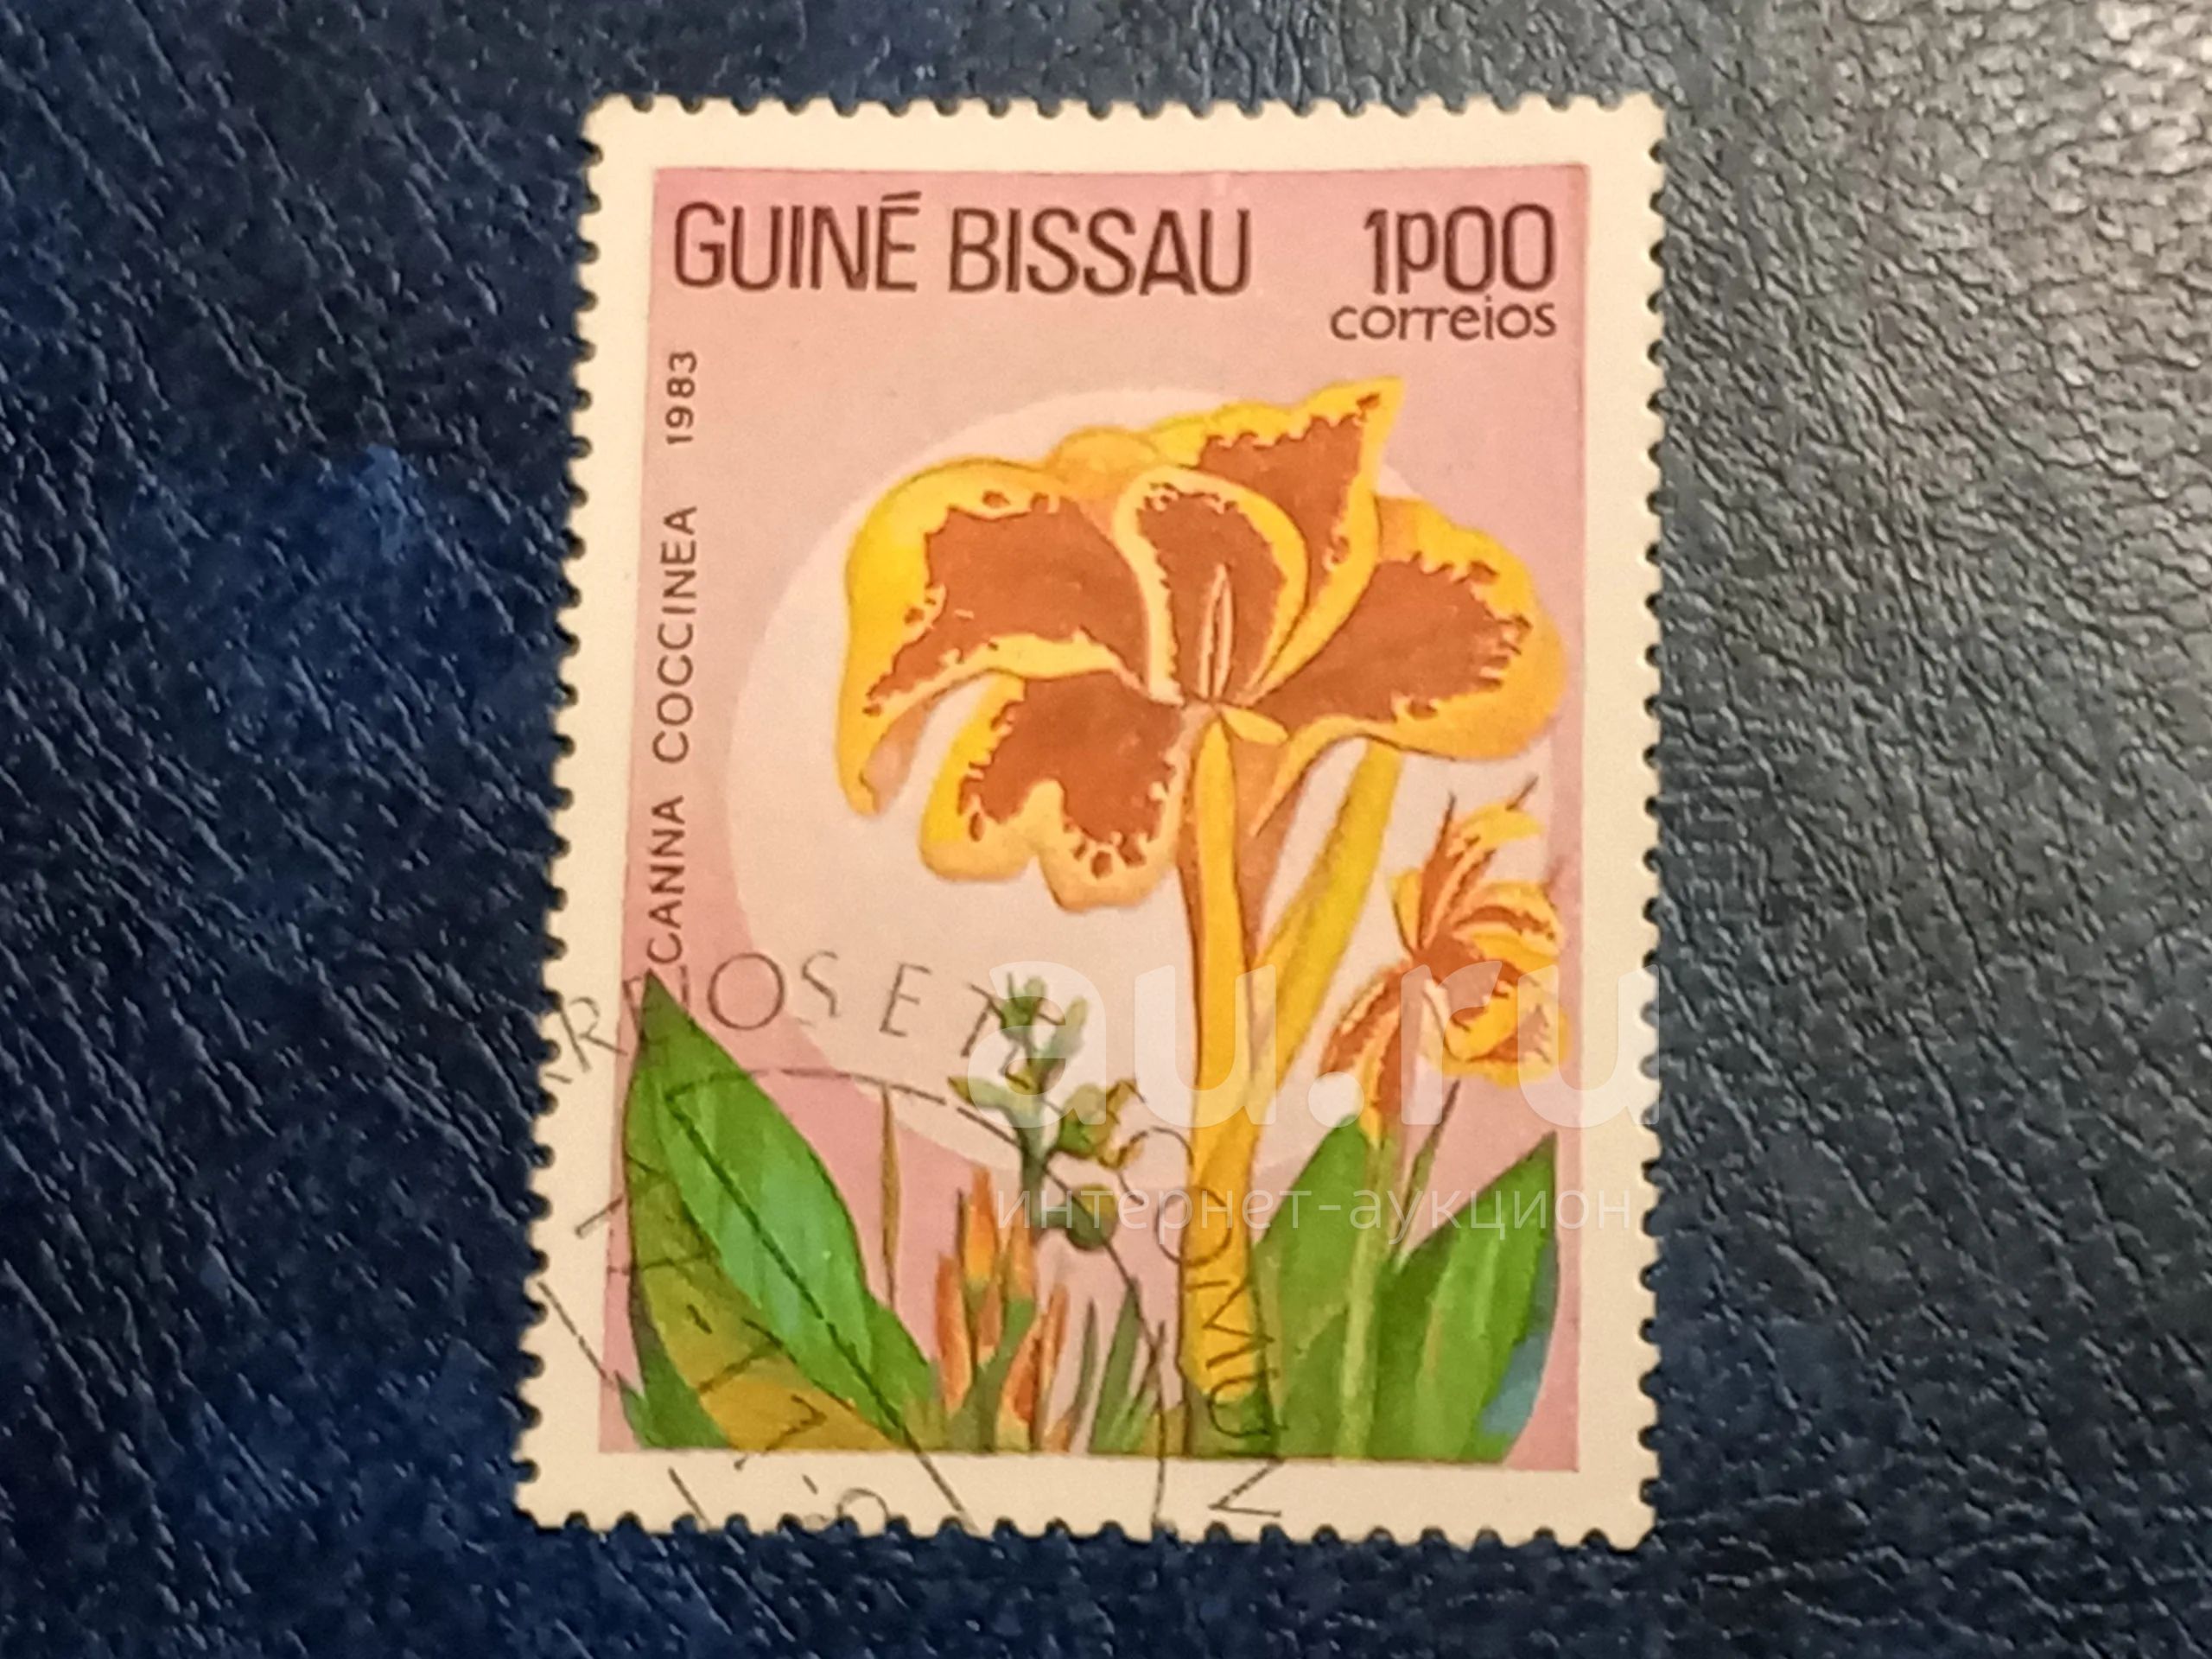 GUINÉ BISSAU 1P00
correios
CANNA COCCINEA 1983
au.ru
интернет-аукцион